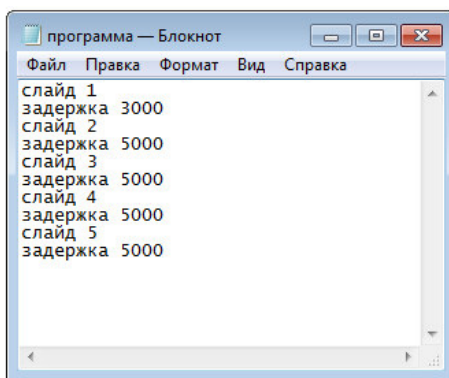 программа — Блокнот
Файл Правка Формат Вид Справка
слайд 1
задержка 3000
слайд 2
задержка 5000
слайд 3
задержка 5000
слайд 4
задержка 5000
слайд 5
задержка 5000